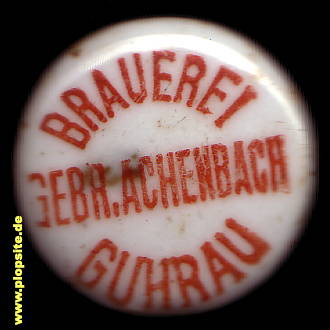 BRAUEREI
GEBR. ACHENBACH
GUHRAU
www.plopsite.de